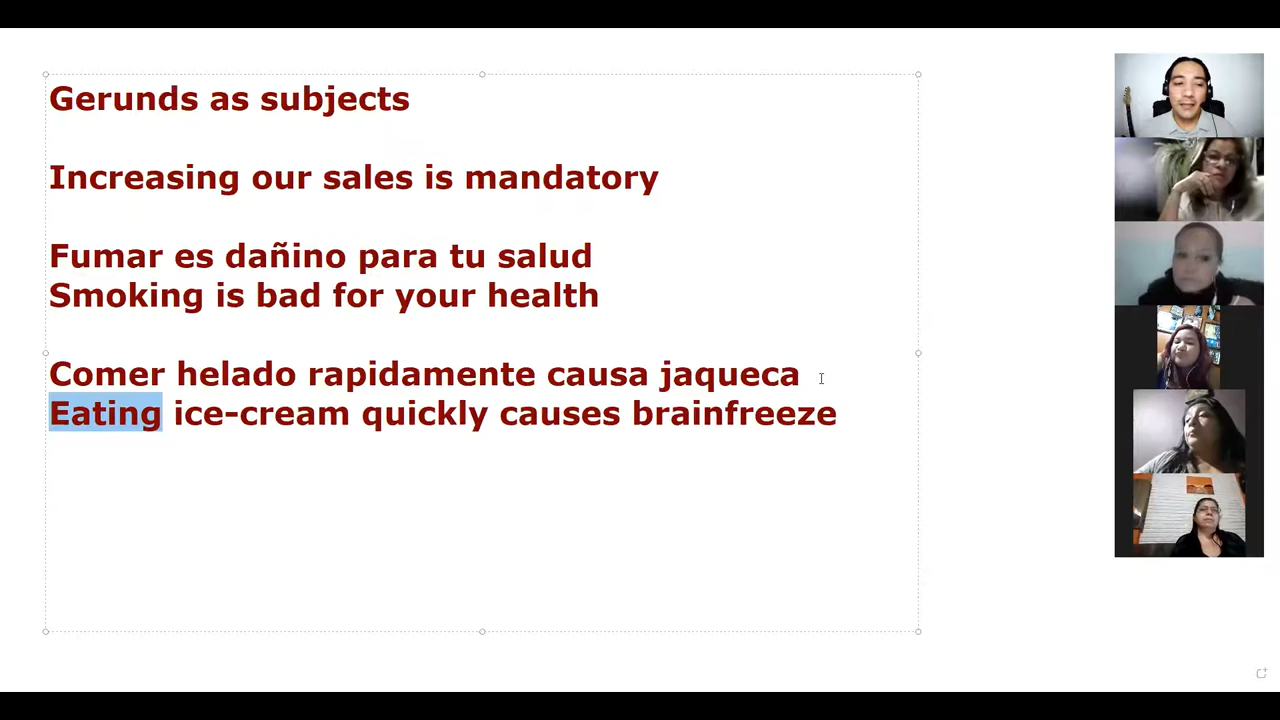 Gerunds as subjects
Increasing our sales is mandatory
Fumar es dañino para tu salud
Smoking is bad for your health
Comer helado rapidamente causa jaqueca
Eating ice-cream quickly causes brainfreeze